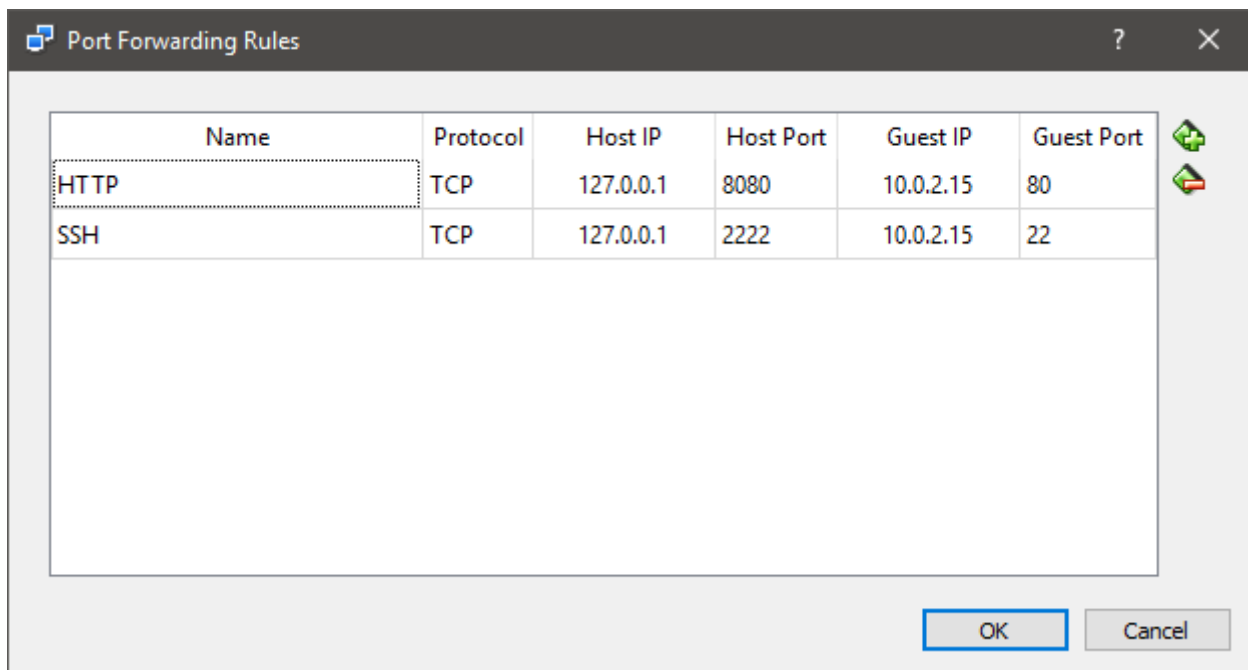 Port Forwarding Rules ? ×
Name Protocol Host IP Host Port Guest IP Guest Port
HTTP TCP 127.0.0.1 8080 10.0.2.15 80
SSH TCP 127.0.0.1 2222 10.0.2.15 22
OK Cancel